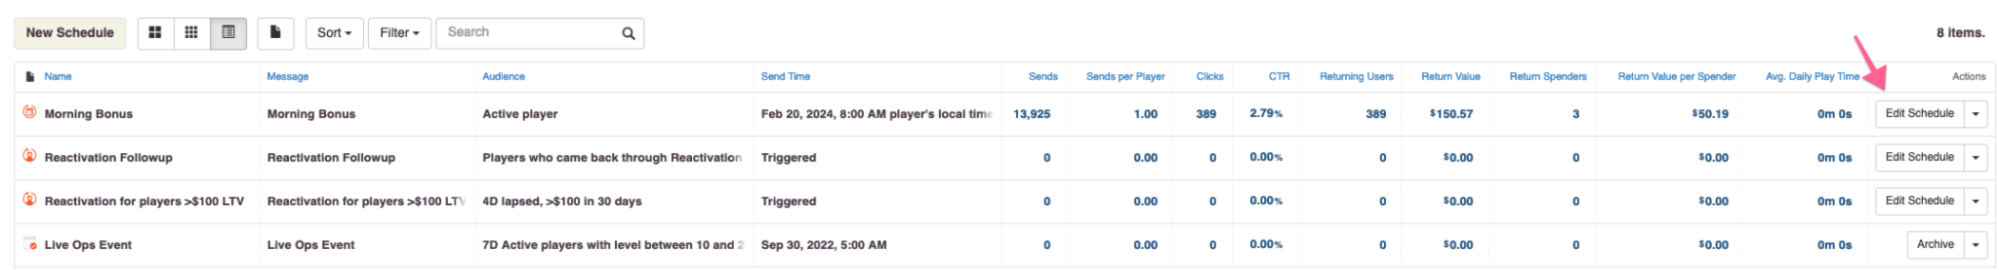 New Schedule Sort Filter Search 8 items.
Name Message Audience Send Time Sends Sends per Player Clicks CTR Returning Users Return Value Return Spenders Return Value per Spender Avg. Daily Play Time Actions
Morning Bonus Morning Bonus Active player Feb 20, 2024, 8:00 AM player's local time 13,925 1.00 389 2.79% 389 $150.57 3 $50.19 0m 0s Edit Schedule
Reactivation Followup Reactivation Followup Players who came back through Reactivation Triggered 0 0.00 0 0.00% 0 $0.00 0 $0.00 0m 0s Edit Schedule
Reactivation for players >$100 LTV Reactivation for players >$100 LTV 4D lapsed, >$100 in 30 days Triggered 0 0.00 0 0.00% 0 $0.00 0 $0.00 0m 0s Edit Schedule
Live Ops Event Live Ops Event 7D Active players with level between 10 and 2 Sep 30, 2022, 5:00 AM 0 0.00 0 0.00% 0 $0.00 0 $0.00 0m 0s Archive